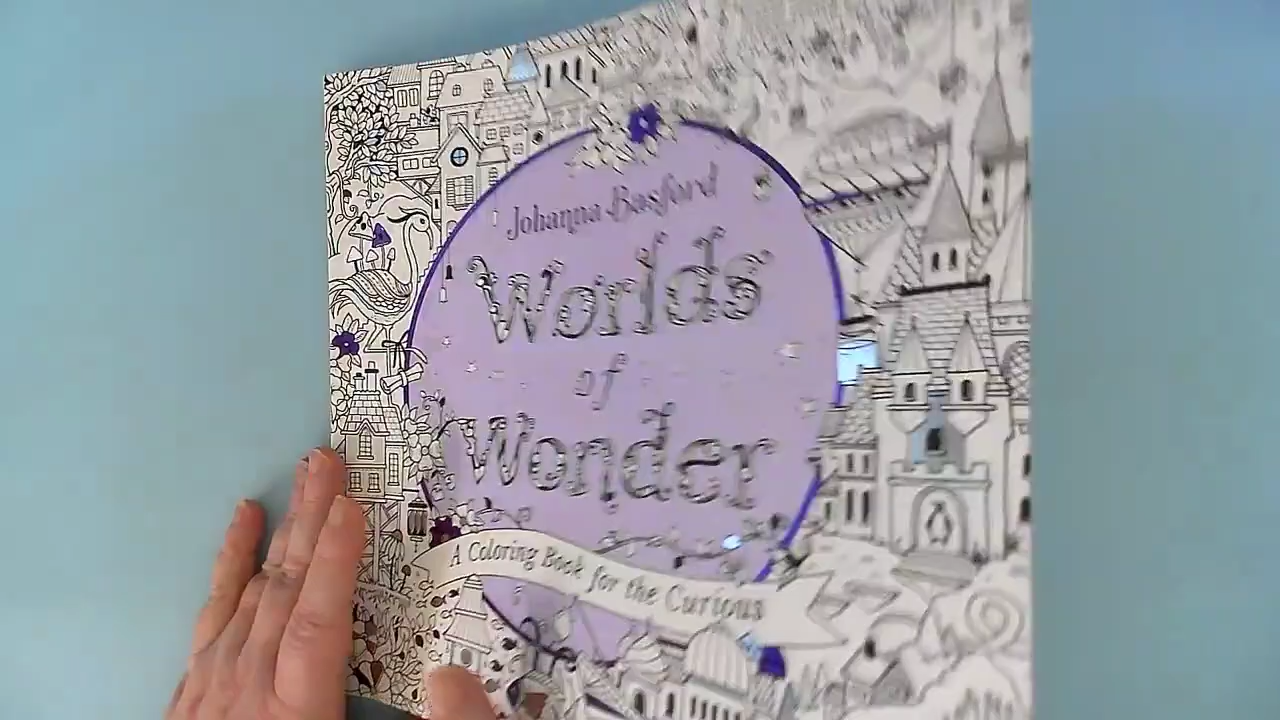 Johanna Basford
Worlds
of
Wonder
A Coloring Book for the Curious